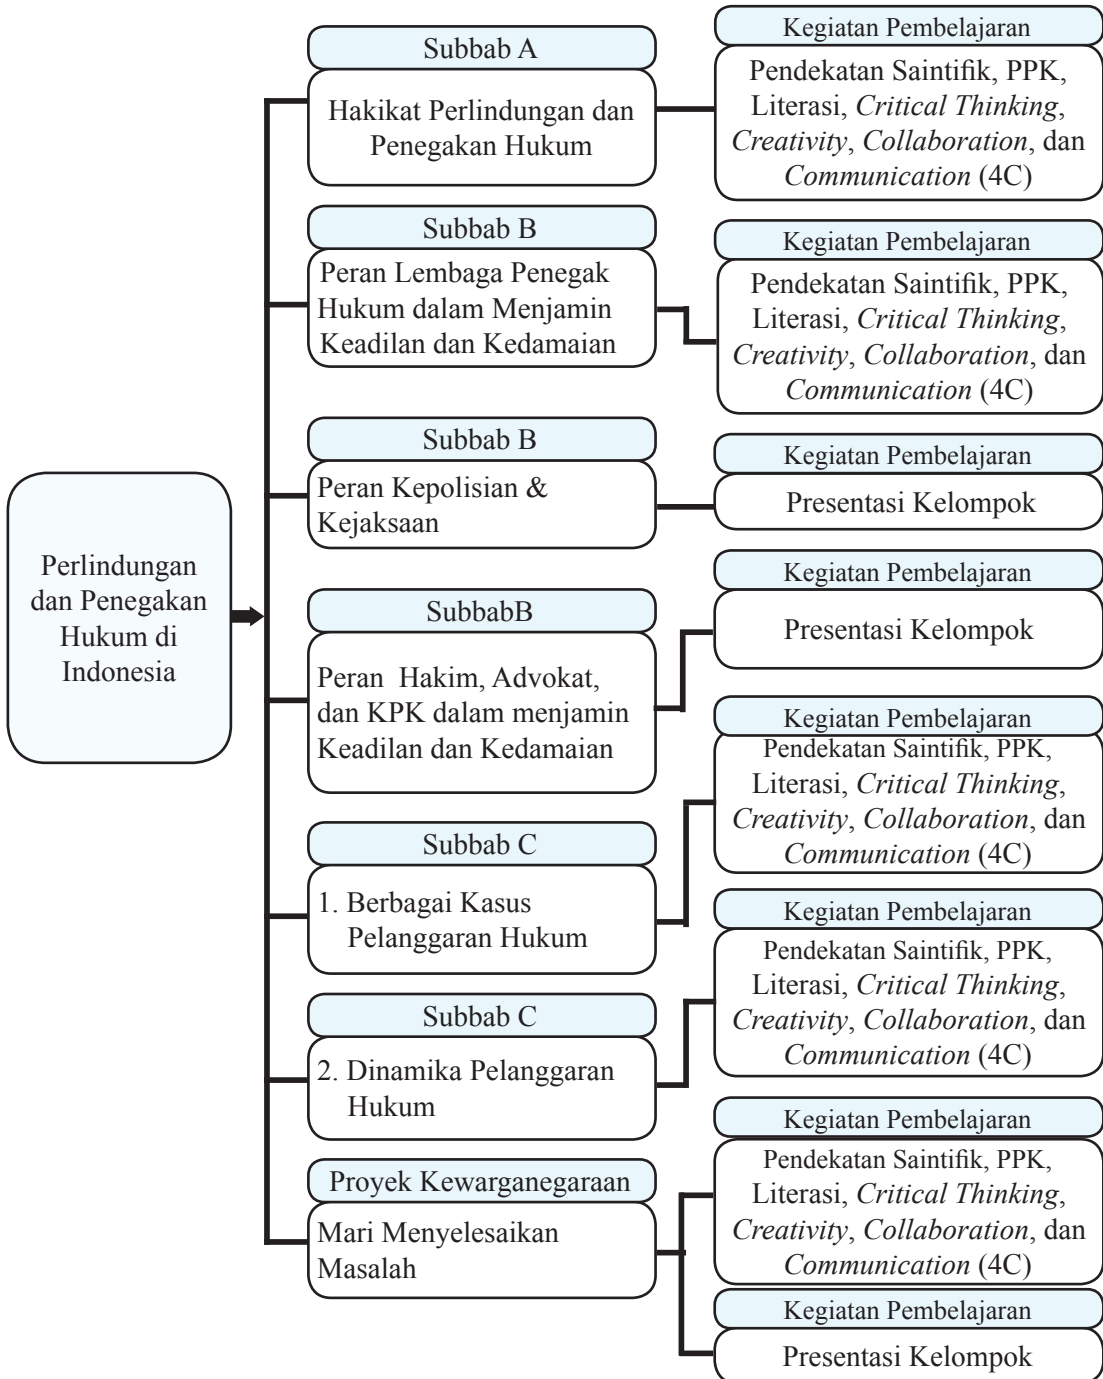 Perlindungan
dan Penegakan
Hukum di
Indonesia
Subbab A
Hakikat Perlindungan dan
Penegakan Hukum
Kegiatan Pembelajaran
Pendekatan Saintifik, PPK,
Literasi, Critical Thinking,
Creativity, Collaboration, dan
Communication (4C)
Subbab B
Peran Lembaga Penegak
Hukum dalam Menjamin
Keadilan dan Kedamaian
Kegiatan Pembelajaran
Pendekatan Saintifik, PPK,
Literasi, Critical Thinking,
Creativity, Collaboration, dan
Communication (4C)
Subbab B
Peran Kepolisian &
Kejaksaan
Kegiatan Pembelajaran
Presentasi Kelompok
SubbabB
Peran Hakim, Advokat,
dan KPK dalam menjamin
Keadilan dan Kedamaian
Kegiatan Pembelajaran
Presentasi Kelompok
Subbab C
1. Berbagai Kasus
Pelanggaran Hukum
Kegiatan Pembelajaran
Pendekatan Saintifik, PPK,
Literasi, Critical Thinking,
Creativity, Collaboration, dan
Communication (4C)
Subbab C
2. Dinamika Pelanggaran
Hukum
Kegiatan Pembelajaran
Pendekatan Saintifik, PPK,
Literasi, Critical Thinking,
Creativity, Collaboration, dan
Communication (4C)
Proyek Kewarganegaraan
Mari Menyelesaikan
Masalah
Kegiatan Pembelajaran
Pendekatan Saintifik, PPK,
Literasi, Critical Thinking,
Creativity, Collaboration, dan
Communication (4C)
Kegiatan Pembelajaran
Presentasi Kelompok